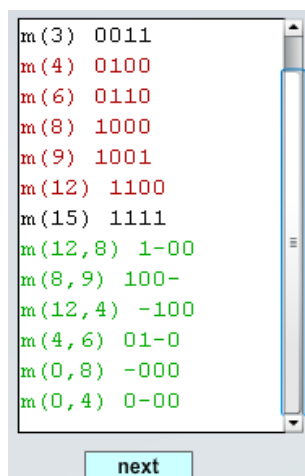 m(3) 0011
m(4) 0100
m(6) 0110
m(8) 1000
m(9) 1001
m(12) 1100
m(15) 1111
m(12,8) 1-00
m(8,9) 100-
m(12,4) -100
m(4,6) 01-0
m(0,8) -000
m(0,4) 0-00
next